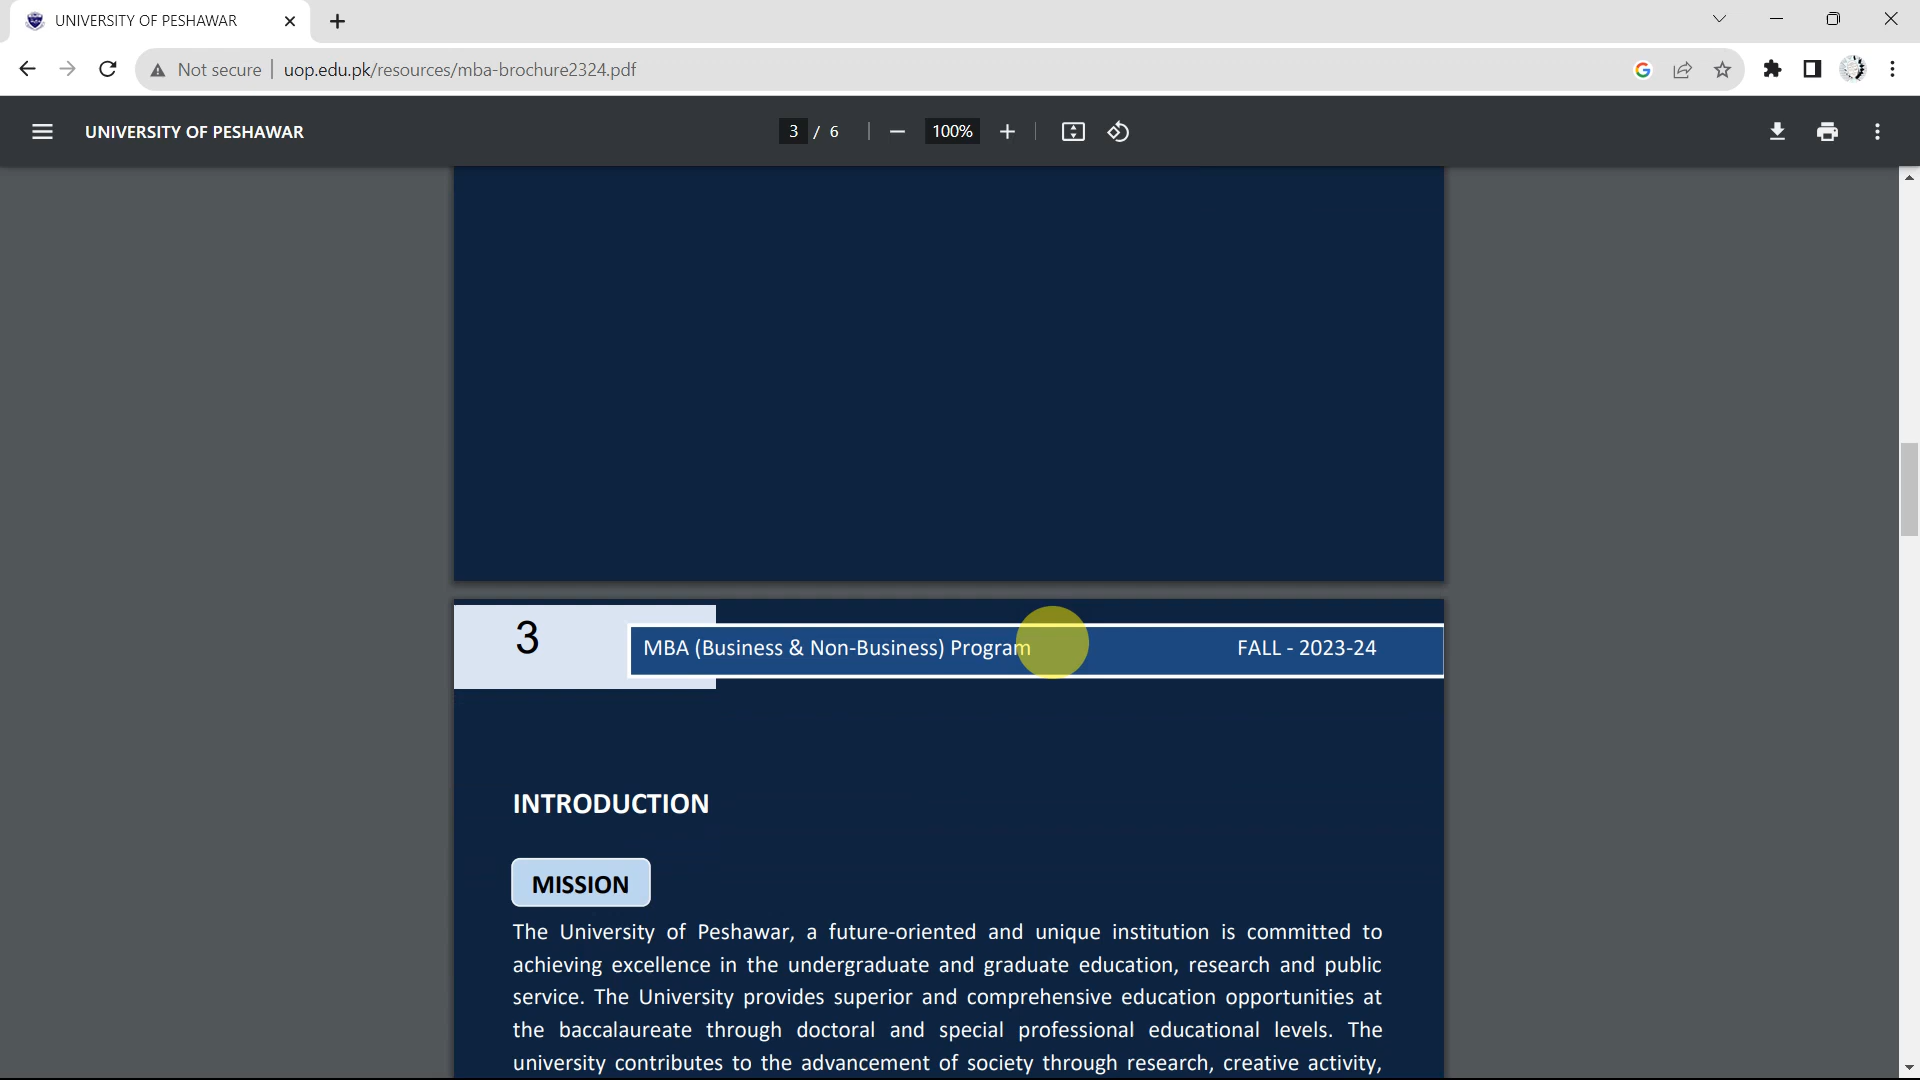 UNIVERSITY OF PESHAWAR
Not secure
uop.edu.pk/resources/mba-brochure2324.pdf
UNIVERSITY OF PESHAWAR
3 / 6
100%
3
MBA (Business & Non-Business) Program
FALL - 2023-24
INTRODUCTION
MISSION
The University of Peshawar, a future-oriented and unique institution is committed to
achieving excellence in the undergraduate and graduate education, research and public
service. The University provides superior and comprehensive education opportunities at
the baccalaureate through doctoral and special professional educational levels. The
university contributes to the advancement of society through research, creative activity,